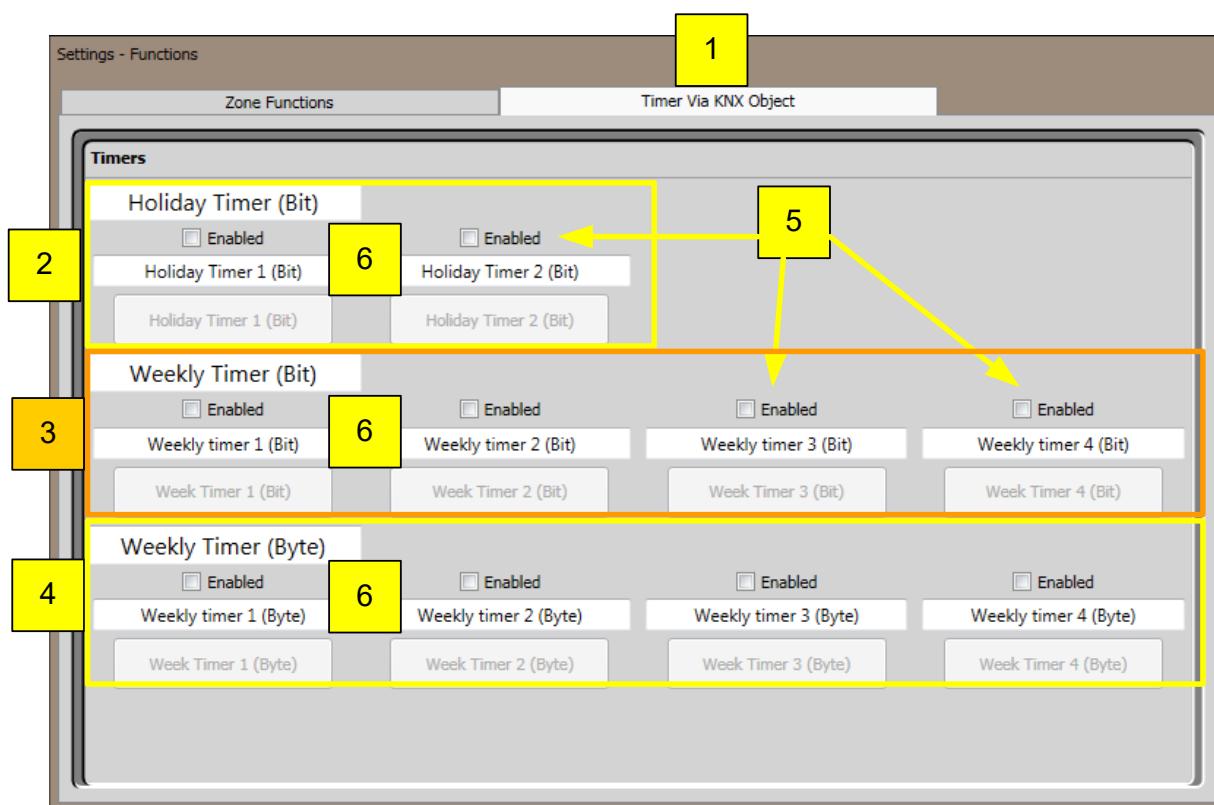 1
Settings - Functions
Zone Functions
Timer Via KNX Object
Timers
Holiday Timer (Bit)
2
Enabled
6
Enabled
5
Holiday Timer 1 (Bit)
Holiday Timer 2 (Bit)
Holiday Timer 1 (Bit)
Holiday Timer 2 (Bit)
Weekly Timer (Bit)
3
Enabled
6
Enabled
Enabled
Enabled
Weekly timer 1 (Bit)
Weekly timer 2 (Bit)
Weekly timer 3 (Bit)
Weekly timer 4 (Bit)
Week Timer 1 (Bit)
Week Timer 2 (Bit)
Week Timer 3 (Bit)
Week Timer 4 (Bit)
Weekly Timer (Byte)
4
Enabled
6
Enabled
Enabled
Enabled
Weekly timer 1 (Byte)
Weekly timer 2 (Byte)
Weekly timer 3 (Byte)
Weekly timer 4 (Byte)
Week Timer 1 (Byte)
Week Timer 2 (Byte)
Week Timer 3 (Byte)
Week Timer 4 (Byte)